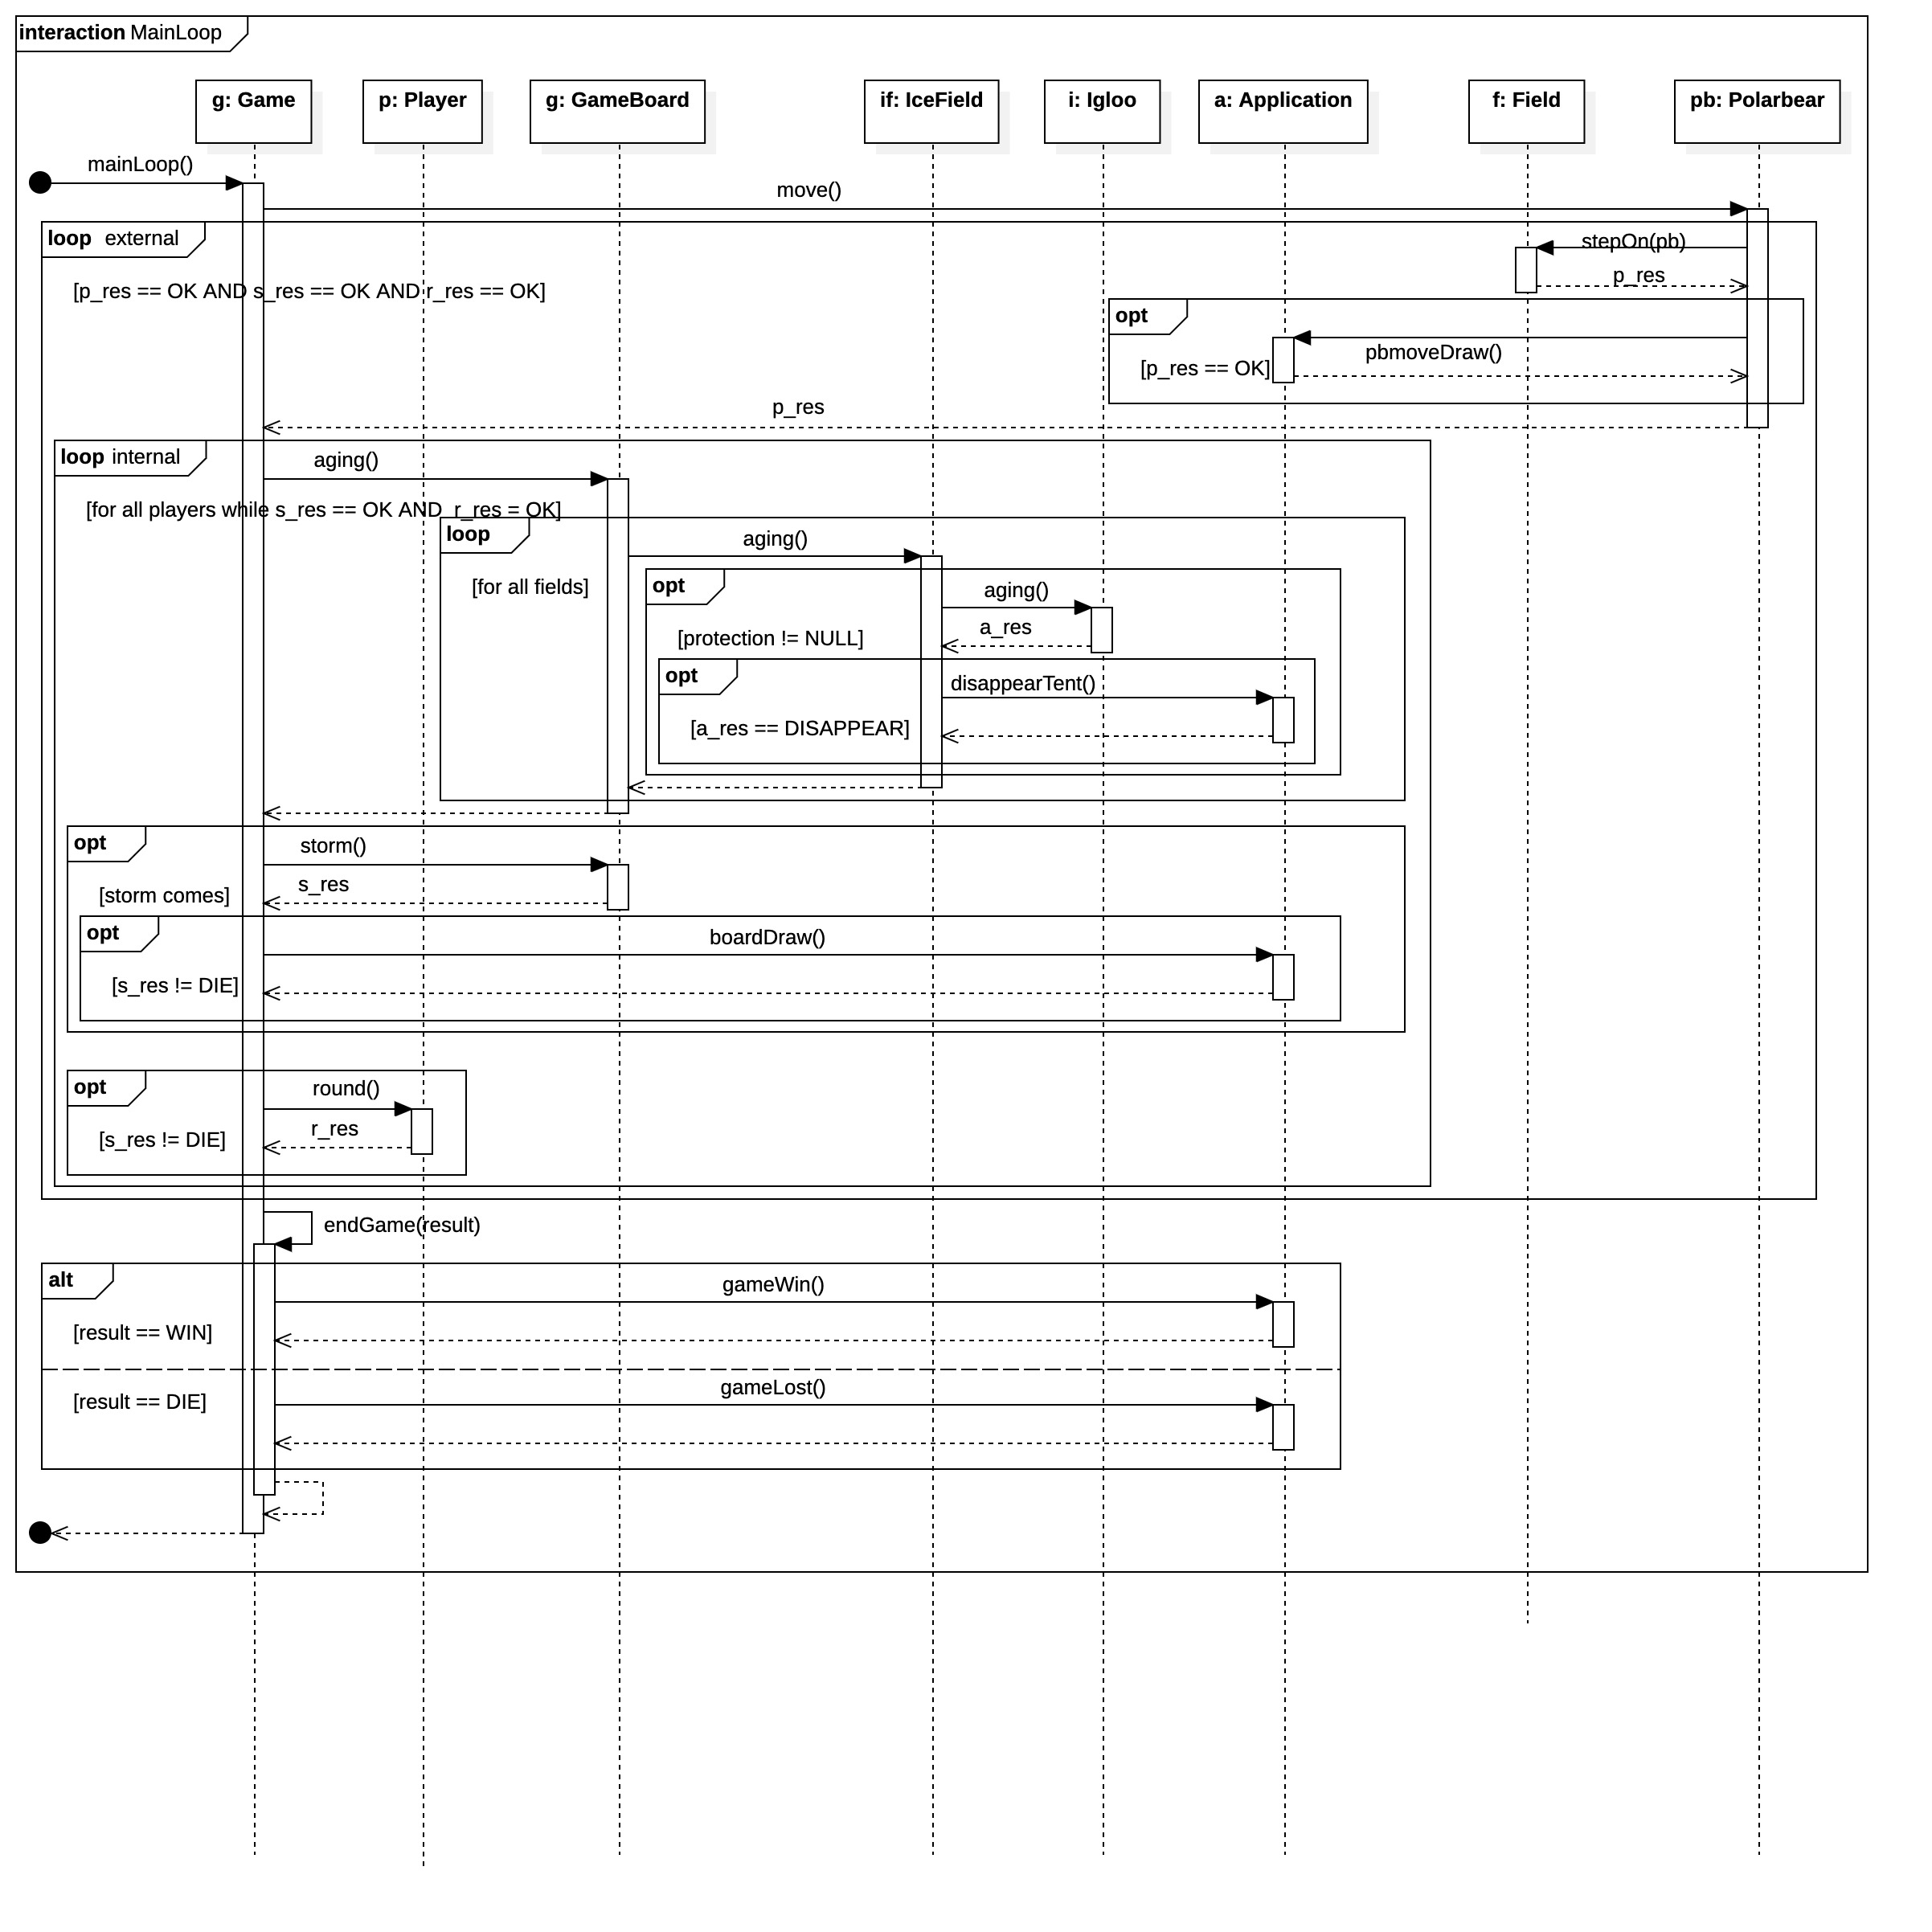 interaction MainLoop
g: Game
p: Player
g: GameBoard
if: IceField
i: Igloo
a: Application
f: Field
pb: Polarbear
mainLoop()
move()
loop external
stepOn(pb)
p_res
[p_res == OK AND s_res == OK AND r_res == OK]
opt
pbmoveDraw()
[p_res == OK]
p_res
loop internal
aging()
[for all players while s_res == OK AND  r_res = OK]
loop
aging()
[for all fields]
opt
aging()
a_res
[protection != NULL]
opt
disappearTent()
[a_res == DISAPPEAR]
opt
storm()
s_res
[storm comes]
opt
boardDraw()
[s_res != DIE]
opt
round()
r_res
[s_res != DIE]
endGame(result)
alt
gameWin()
[result == WIN]
gameLost()
[result == DIE]